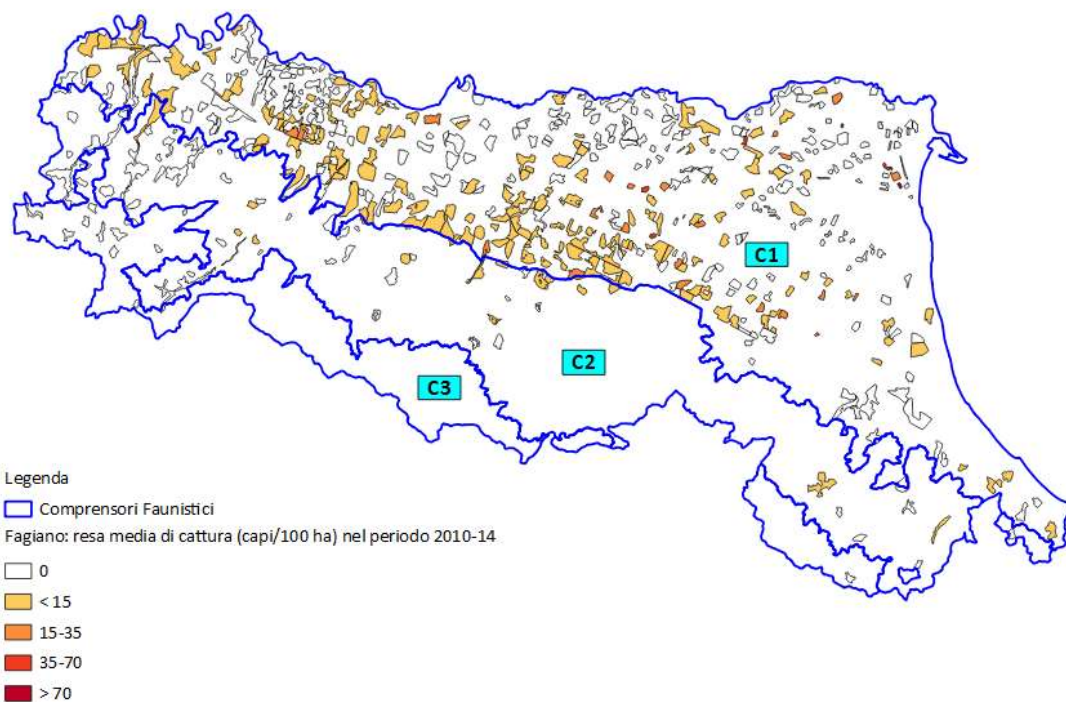 C1
C2
C3
Legenda
Comprensori Faunistici
Fagiano: resa media di cattura (capi/100 ha) nel periodo 2010-14
0
< 15
15-35
35-70
> 70